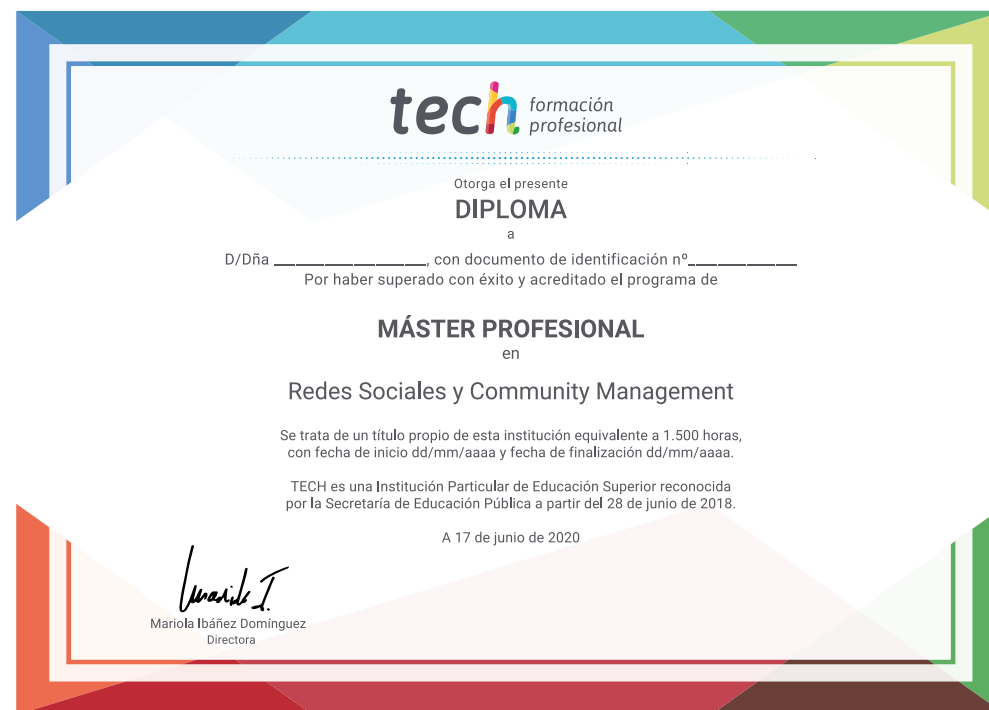 tech formación
profesional
Otorga el presente
DIPLOMA
a
D/Dña ______________, con documento de identificación nº__________
Por haber superado con éxito y acreditado el programa de
MÁSTER PROFESIONAL
en
Redes Sociales y Community Management
Se trata de un título propio de esta institución equivalente a 1.500 horas,
con fecha de inicio dd/mm/aaaa y fecha de finalización dd/mm/aaaa.
TECH es una Institución Particular de Educación Superior reconocida
por la Secretaría de Educación Pública a partir del 28 de junio de 2018.
A 17 de junio de 2020
Mariola I.
Mariola Ibáñez Domínguez
Directora